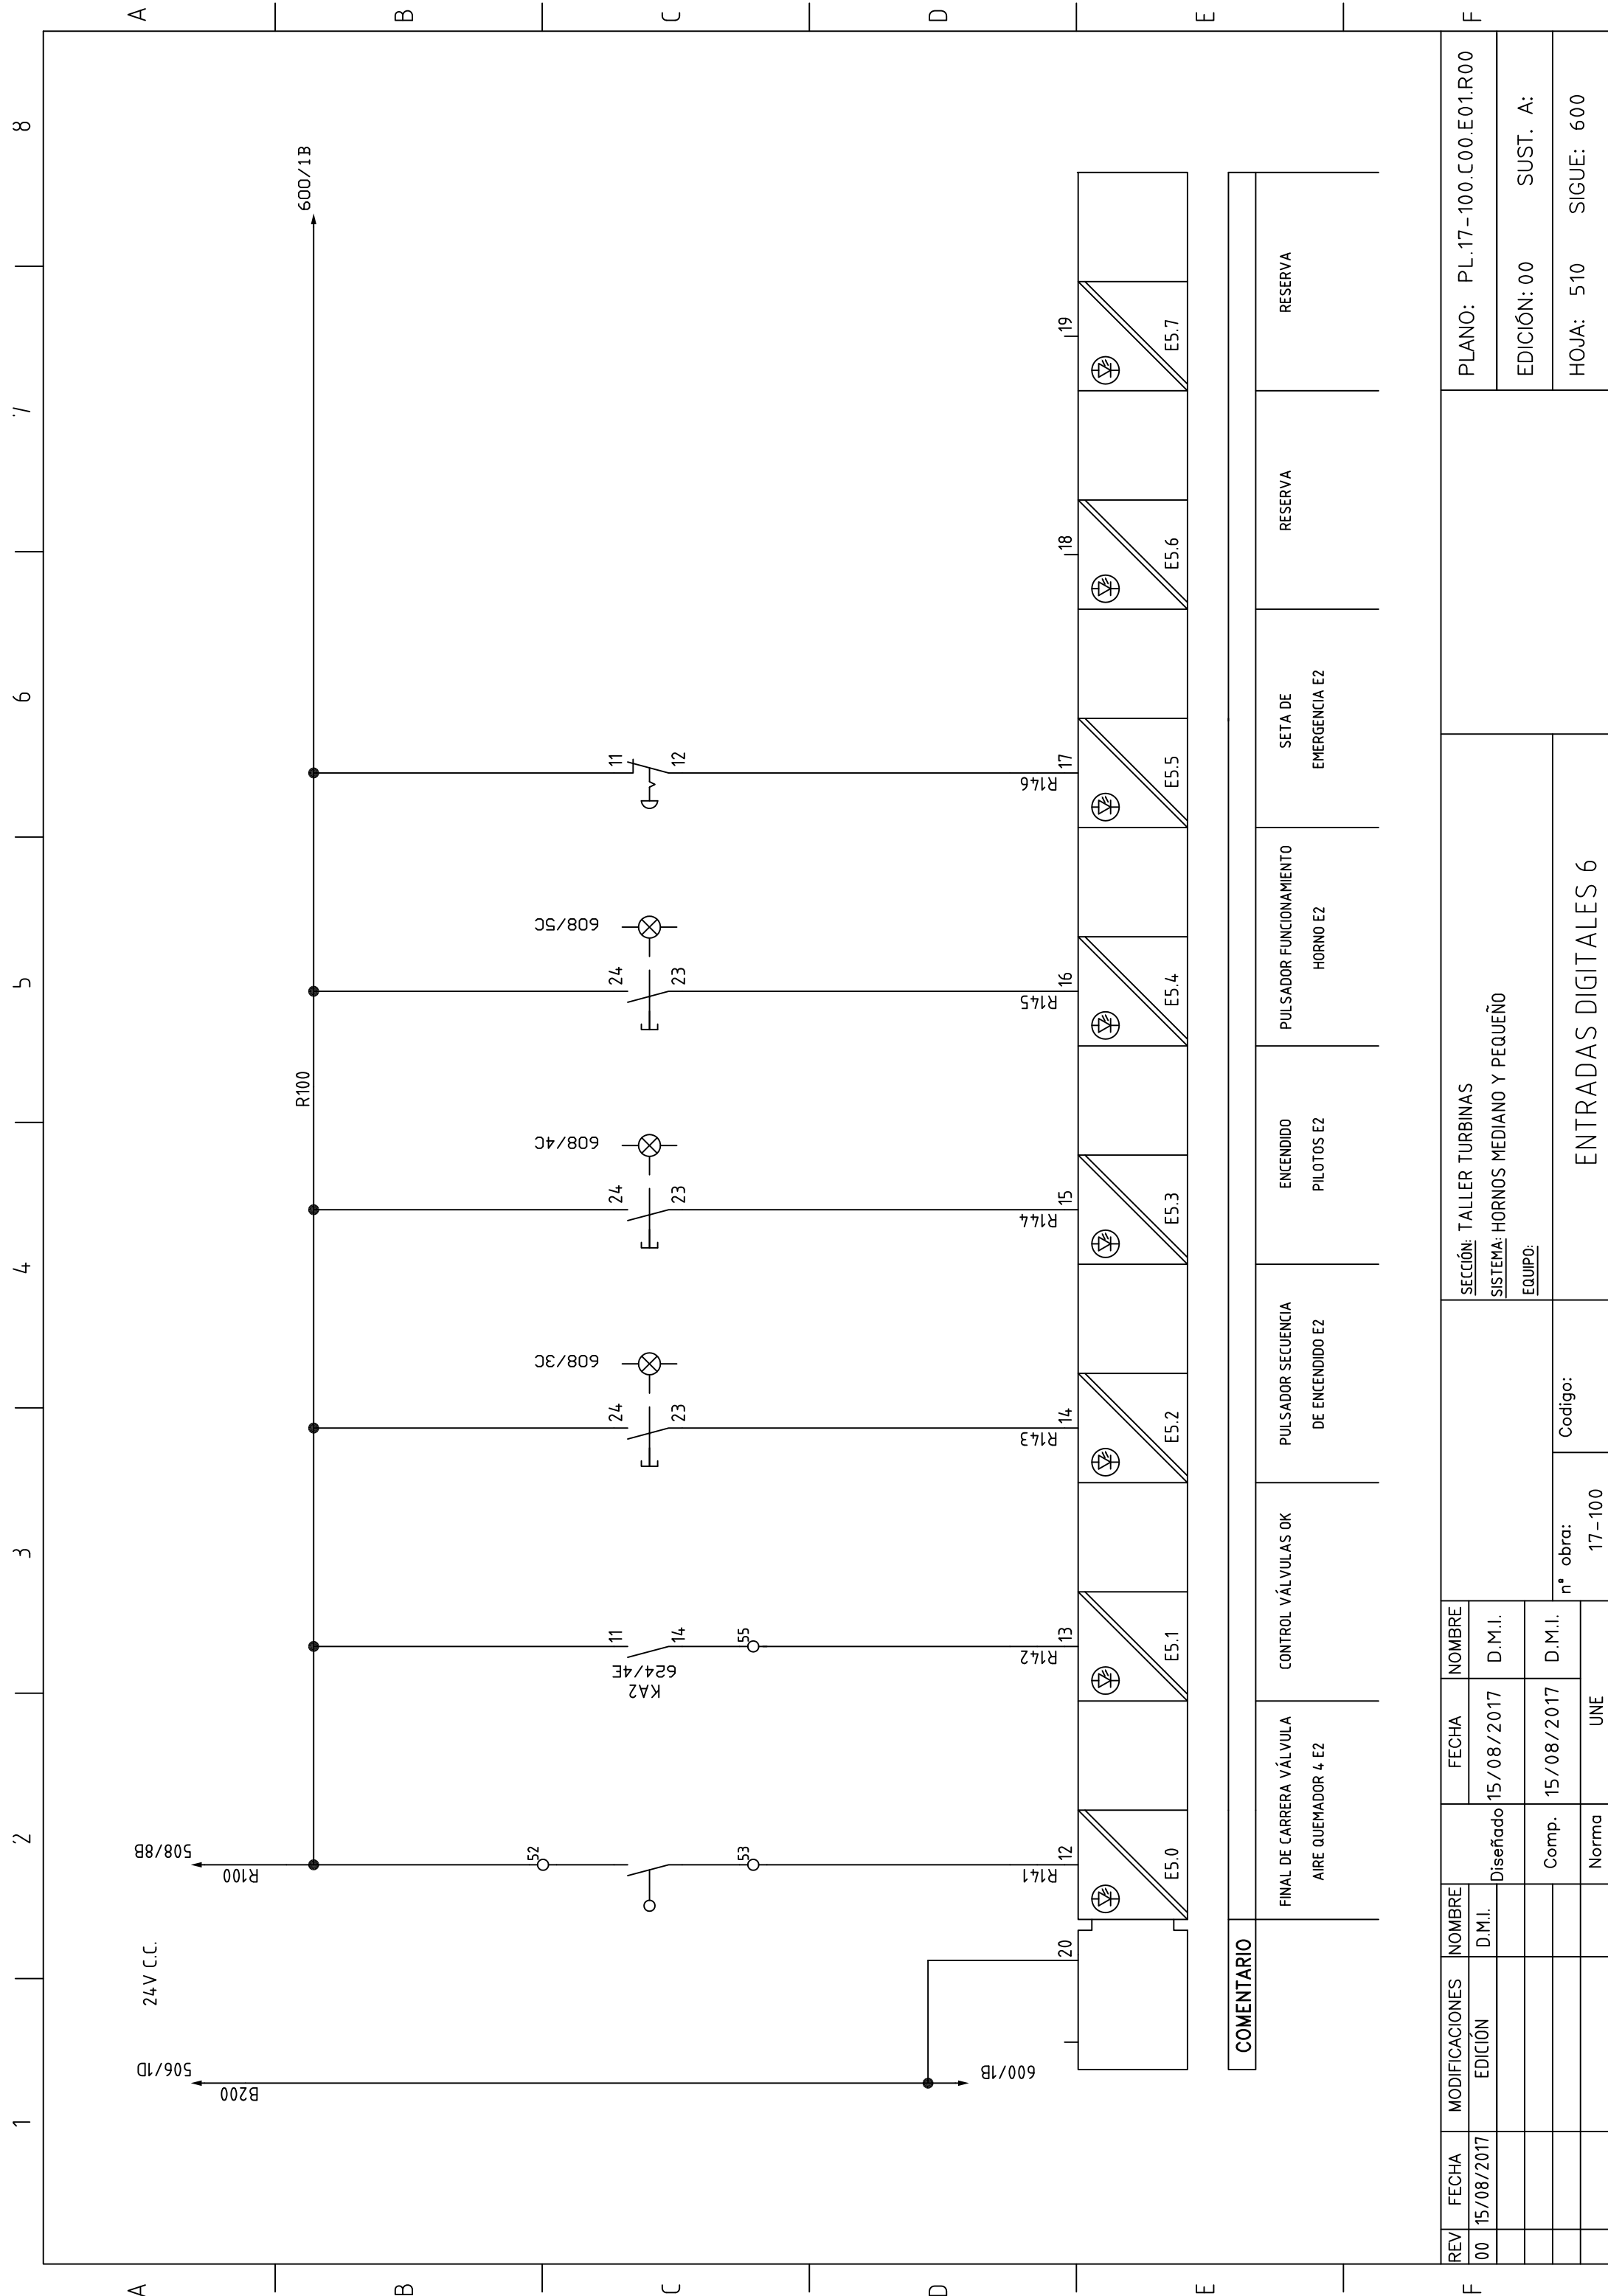 1 2 3 4 5 6 7 8
A A
B B
C C
D D
E E
F F
24V C.C.
506/1D
B200
600/1B
508/8B
R100
R100
600/1B
52
53
R141
11
14
KA2
624/4E
55
R142
24
23
608/3C
R143
24
23
608/4C
R144
24
23
608/5C
R145
11
12
R146
20
12
13
14
15
16
17
18
19
E5.0
E5.1
E5.2
E5.3
E5.4
E5.5
E5.6
E5.7
COMENTARIO
FINAL DE CARRERA VÁLVULA
AIRE QUEMADOR 4 E2
CONTROL VÁLVULAS OK
PULSADOR SECUENCIA
DE ENCENDIDO E2
ENCENDIDO
PILOTOS E2
PULSADOR FUNCIONAMIENTO
HORNO E2
SETA DE
EMERGENCIA E2
RESERVA
RESERVA
REV FECHA MODIFICACIONES NOMBRE
00 15/08/2017 EDICIÓN D.M.I.
FECHA NOMBRE
Diseñado 15/08/2017 D.M.I.
Comp. 15/08/2017 D.M.I.
Norma UNE
nº obra:
17-100
Codigo:
SECCIÓN: TALLER TURBINAS
SISTEMA: HORNOS MEDIANO Y PEQUEÑO
EQUIPO:
ENTRADAS DIGITALES 6
PLANO: PL.17-100.C00.E01.R00
EDICIÓN: 00 SUST. A:
HOJA: 510 SIGUE: 600